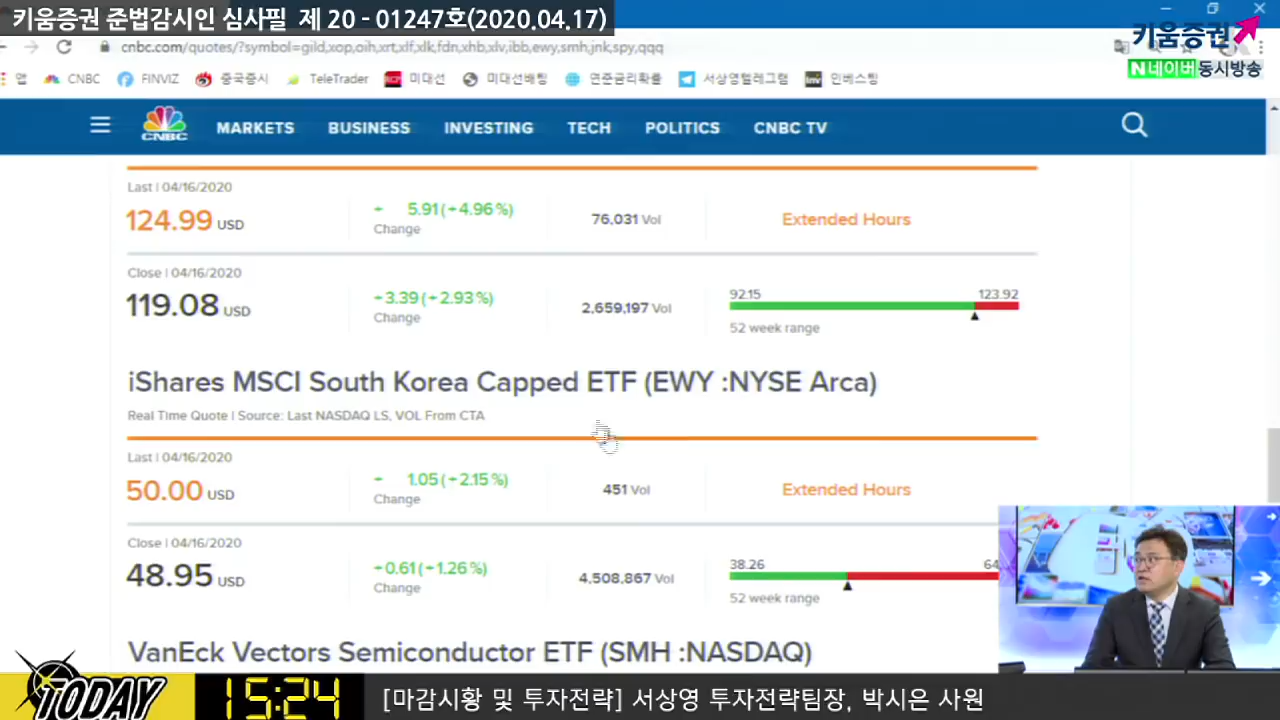 키움증권 준법감시인 심사필 제 20 - 01247호(2020.04.17)
키움증권
N 네이버 동시방송
cnbc.com/quotes/?symbol=gild,xop,oih,xrt,xlf,xlk,fdn,xhb,xlv,ibb,ewy,smh,jnk,spy,qqq
앱 CNBC FINVIZ 중국증시 TeleTrader 미대선 미대선배팅 연준금리확률 서상영텔레그램 인베스팅
CNBC MARKETS BUSINESS INVESTING TECH POLITICS CNBC TV
Last | 04/16/2020
124.99 USD
+ 5.91 (+4.96%)
Change
76,031 Vol
Extended Hours
Close | 04/16/2020
119.08 USD
+3.39 (+2.93%)
Change
2,659,197 Vol
92.15 123.92
52 week range
iShares MSCI South Korea Capped ETF (EWY :NYSE Arca)
Real Time Quote | Source: Last NASDAQ LS, VOL From CTA
Last | 04/16/2020
50.00 USD
+ 1.05 (+2.15%)
Change
451 Vol
Extended Hours
Close | 04/16/2020
48.95 USD
+0.61 (+1.26%)
Change
4,508,867 Vol
38.26 64
52 week range
VanEck Vectors Semiconductor ETF (SMH :NASDAQ)
TODAY
15:24
[마감시황 및 투자전략] 서상영 투자전략팀장, 박시은 사원